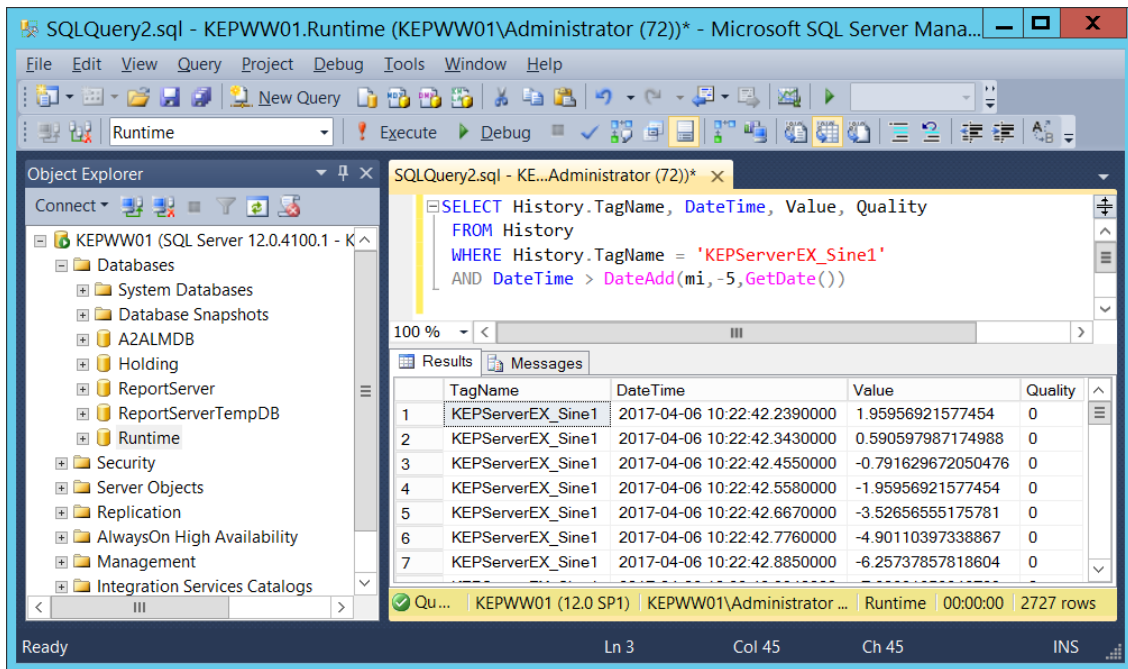 SQLQuery2.sql - KEPWW01.Runtime (KEPWW01\Administrator (72))* - Microsoft SQL Server Mana...
File Edit View Query Project Debug Tools Window Help
New Query
Runtime Execute Debug
Object Explorer
Connect
KEPWW01 (SQL Server 12.0.4100.1 - K
Databases
System Databases
Database Snapshots
A2ALMDB
Holding
ReportServer
ReportServerTempDB
Runtime
Security
Server Objects
Replication
AlwaysOn High Availability
Management
Integration Services Catalogs
SQLQuery2.sql - KE...Administrator (72))*
SELECT History.TagName, DateTime, Value, Quality
FROM History
WHERE History.TagName = 'KEPServerEX_Sine1'
AND DateTime > DateAdd(mi,-5,GetDate())
100 %
Results Messages
TagName DateTime Value Quality
1 KEPServerEX_Sine1 2017-04-06 10:22:42.2390000 1.95956921577454 0
2 KEPServerEX_Sine1 2017-04-06 10:22:42.3430000 0.590597987174988 0
3 KEPServerEX_Sine1 2017-04-06 10:22:42.4550000 -0.791629672050476 0
4 KEPServerEX_Sine1 2017-04-06 10:22:42.5580000 -1.95956921577454 0
5 KEPServerEX_Sine1 2017-04-06 10:22:42.6670000 -3.52656555175781 0
6 KEPServerEX_Sine1 2017-04-06 10:22:42.7760000 -4.90110397338867 0
7 KEPServerEX_Sine1 2017-04-06 10:22:42.8850000 -6.25737857818604 0
Qu... KEPWW01 (12.0 SP1) KEPWW01\Administrator ... Runtime 00:00:00 2727 rows
Ready Ln 3 Col 45 Ch 45 INS